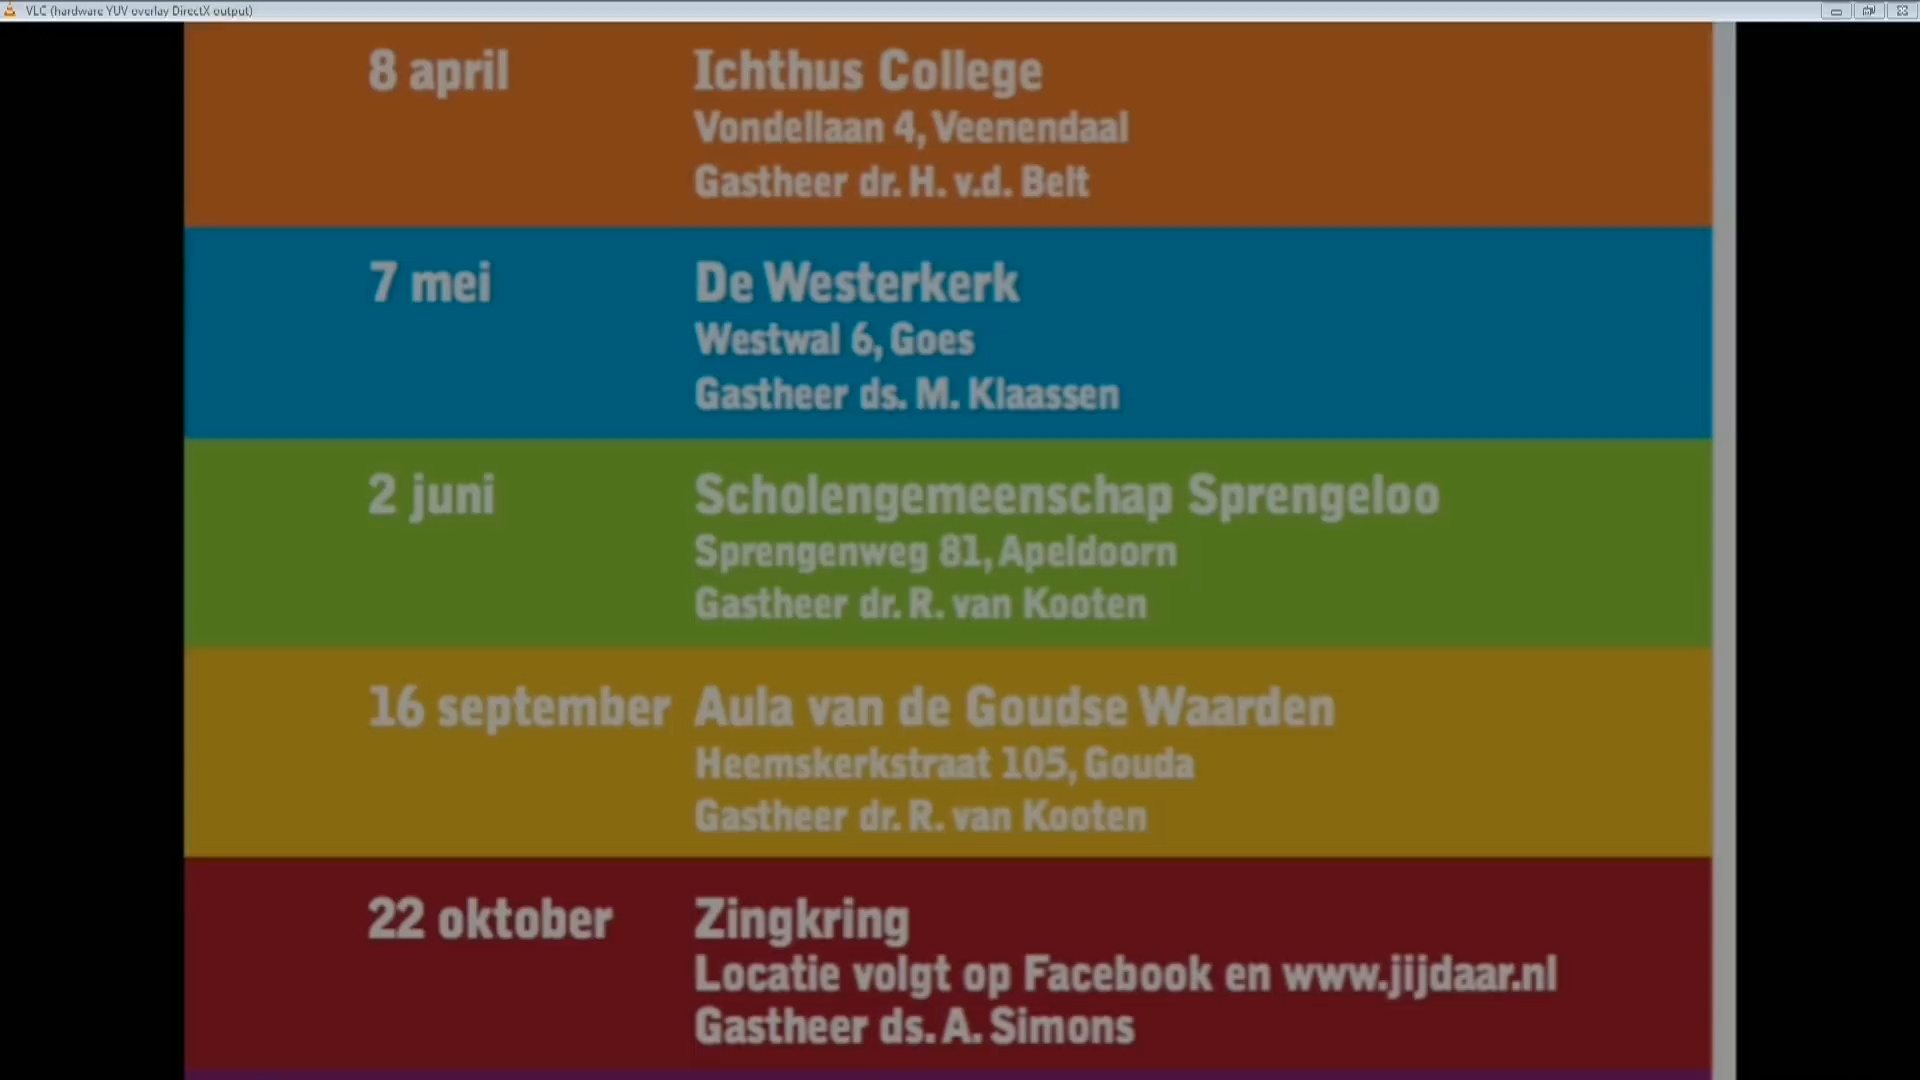 VLC (hardware YUV overlay DirectX output)
8 april
Ichthus College
Vondellaan 4, Veenendaal
Gastheer dr. H. v.d. Belt
7 mei
De Westerkerk
Westwal 6, Goes
Gastheer ds. M. Klaassen
2 juni
Scholengemeenschap Sprengeloo
Sprengenweg 81, Apeldoorn
Gastheer dr. R. van Kooten
16 september
Aula van de Goudse Waarden
Heemskerkstraat 105, Gouda
Gastheer dr. R. van Kooten
22 oktober
Zingkring
Locatie volgt op Facebook en www.jijdaar.nl
Gastheer ds. A. Simons